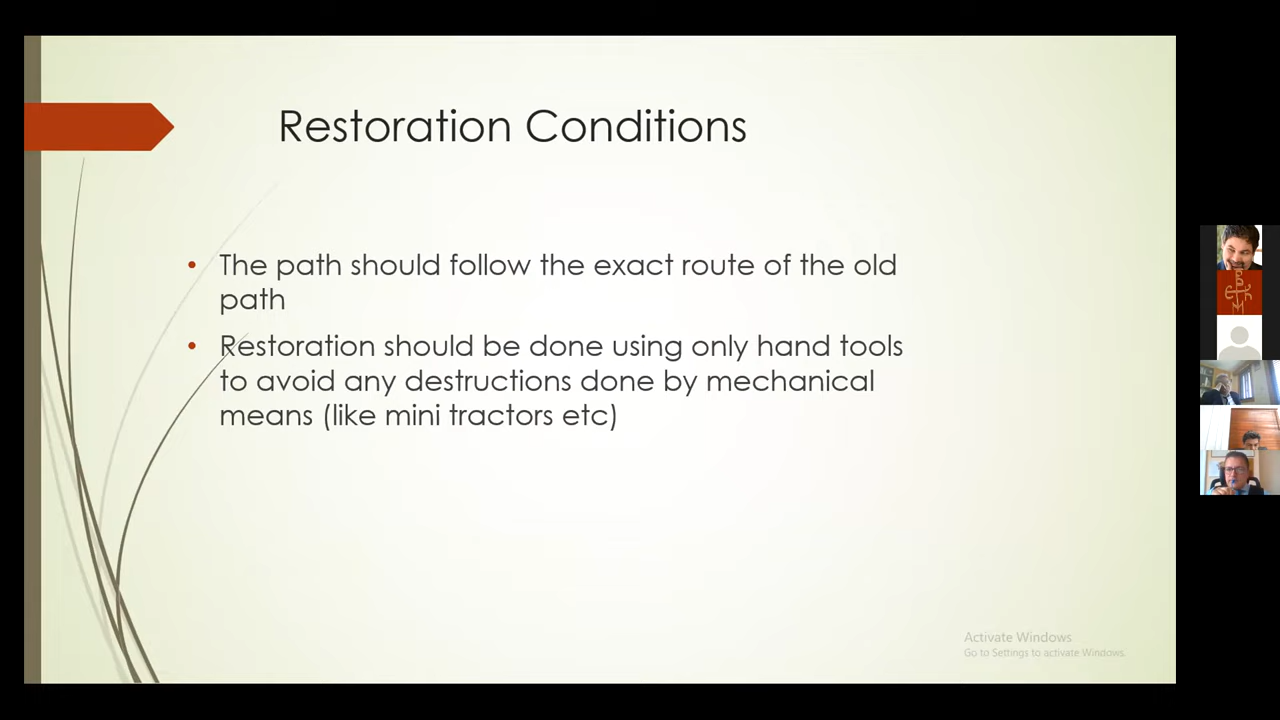 Restoration Conditions
• The path should follow the exact route of the old
path
• Restoration should be done using only hand tools
to avoid any destructions done by mechanical
means (like mini tractors etc)
Activate Windows
Go to Settings to activate Windows.